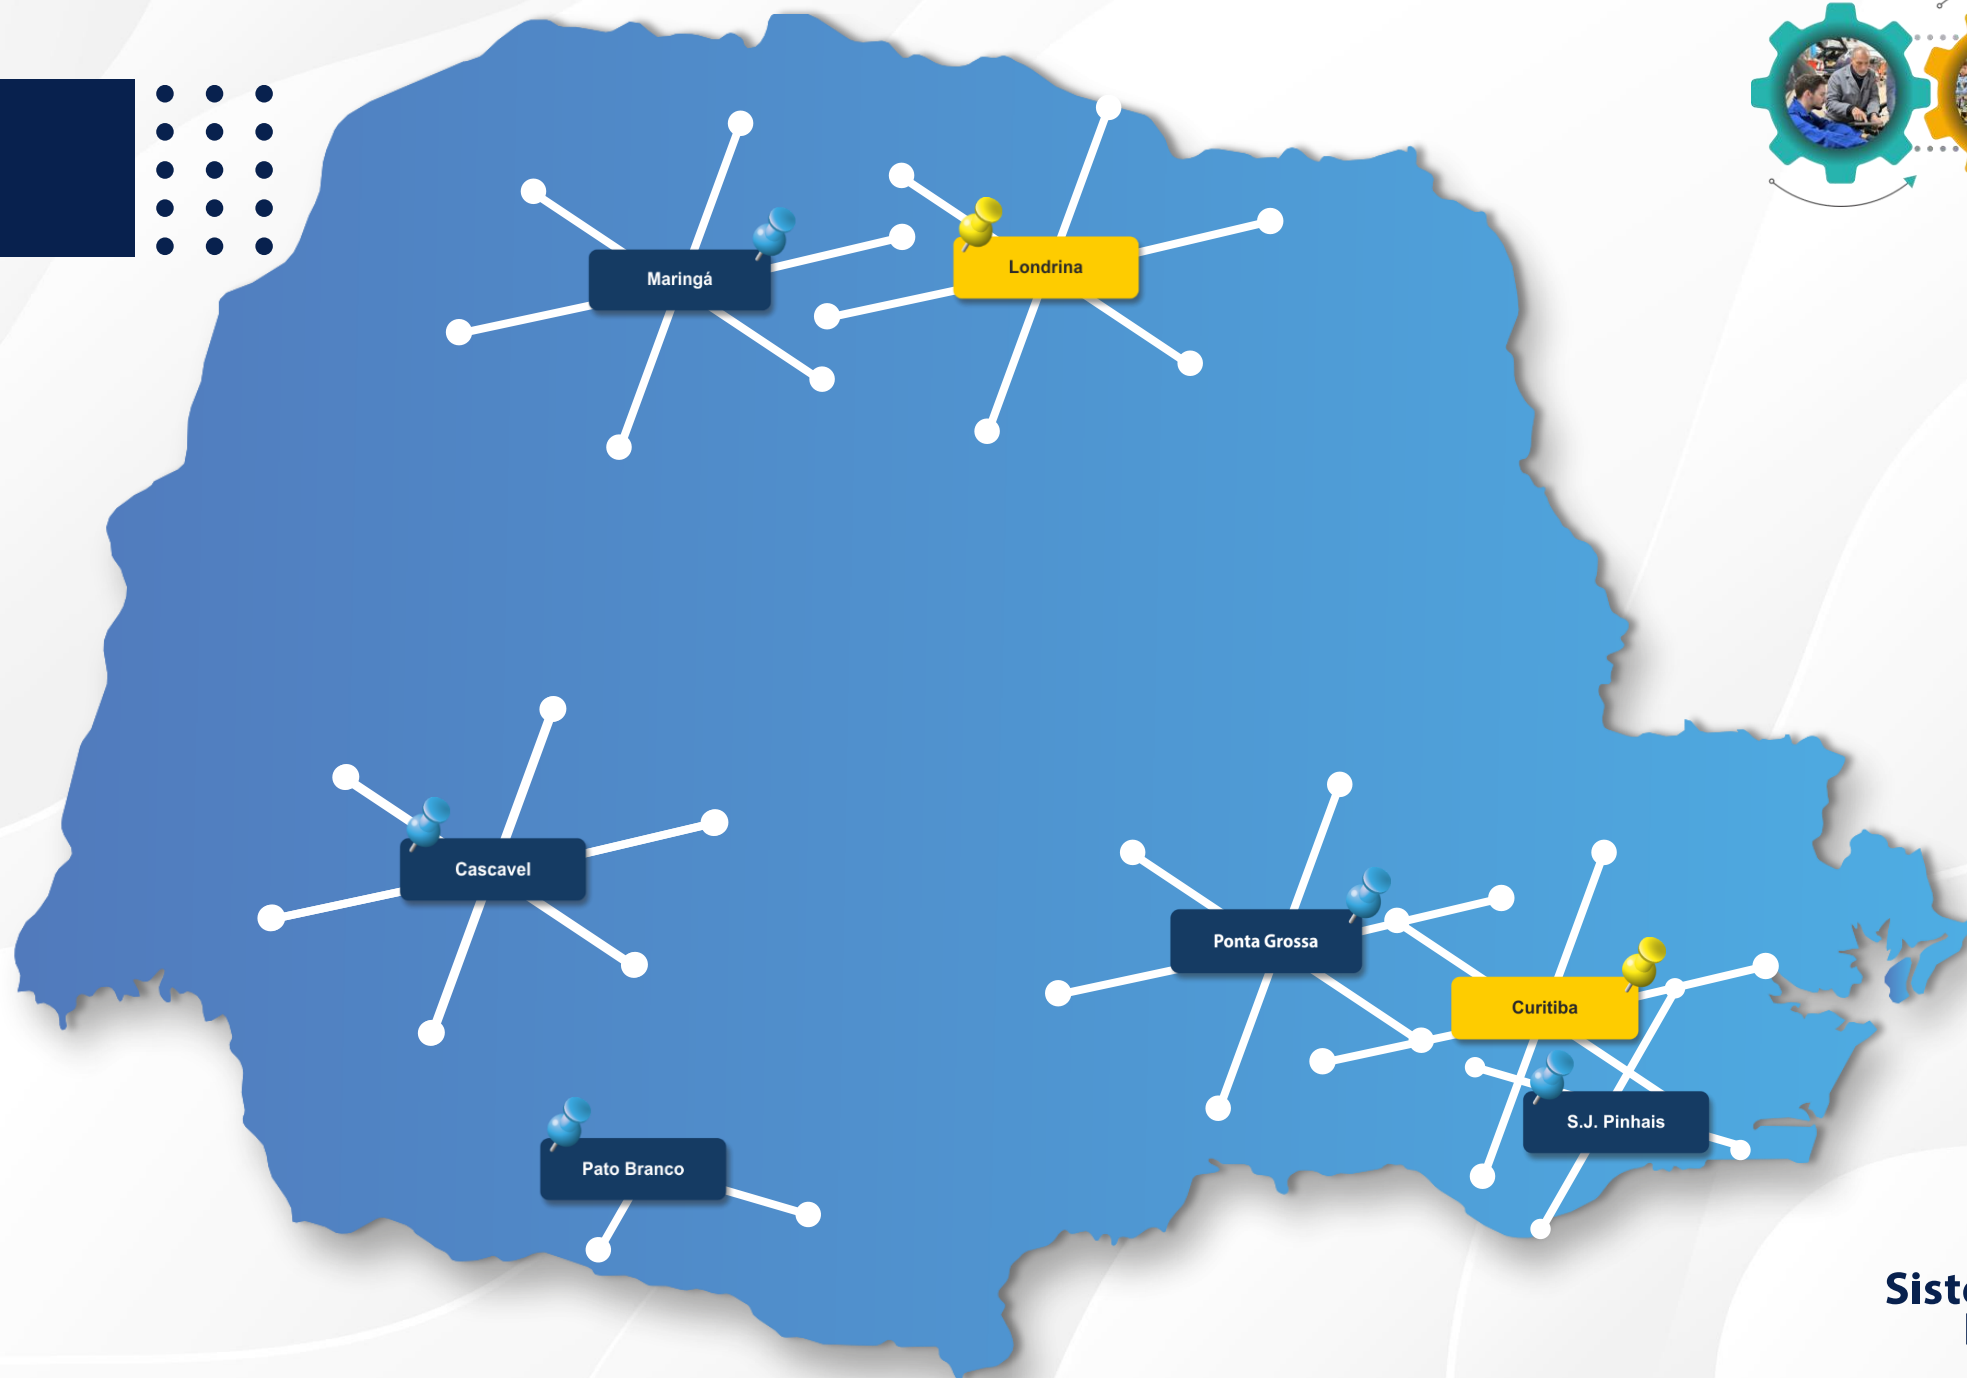 Maringá
Londrina
Cascavel
Ponta Grossa
Curitiba
S.J. Pinhais
Pato Branco